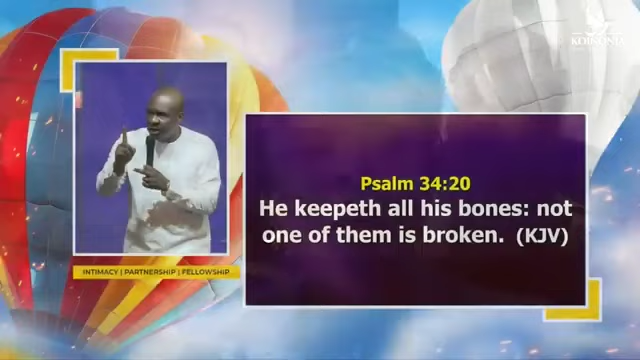 KOINONIA
INTIMACY | PARTNERSHIP | FELLOWSHIP
Psalm 34:20
He keepeth all his bones: not
one of them is broken. (KJV)